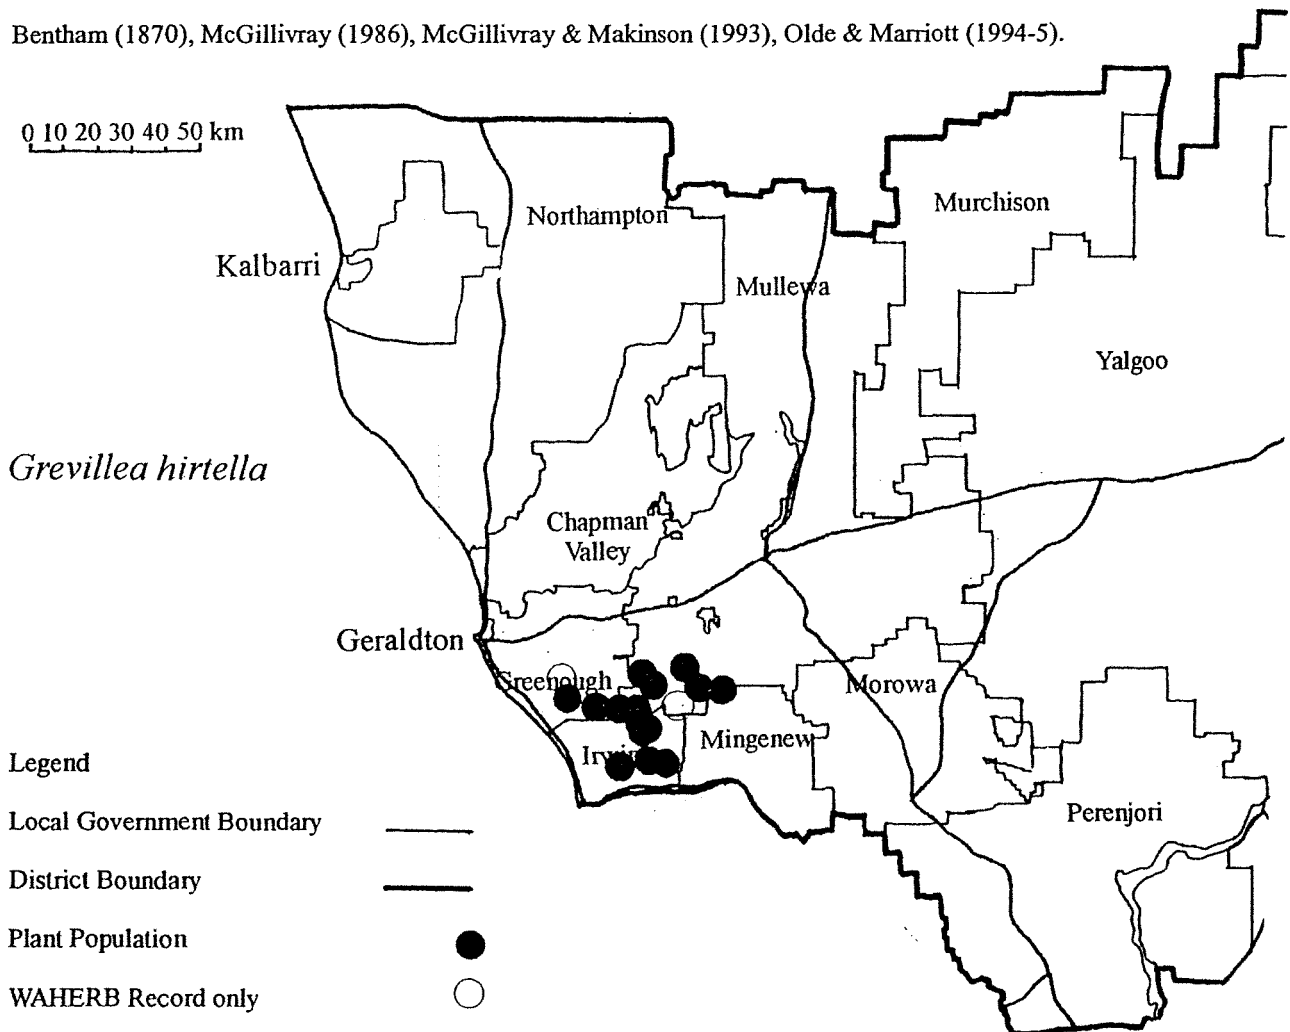 Bentham (1870), McGillivray (1986), McGillivray & Makinson (1993), Olde & Marriott (1994-5).
0 10 20 30 40 50 km
Northampton
Murchison
Kalbarri
Mullewa
Yalgoo
Grevillea hirtella
Chapman
Valley
Geraldton
Greenough
Morowa
Irwin
Mingenew
Perenjori
Legend
Local Government Boundary
District Boundary
Plant Population
WAHERB Record only